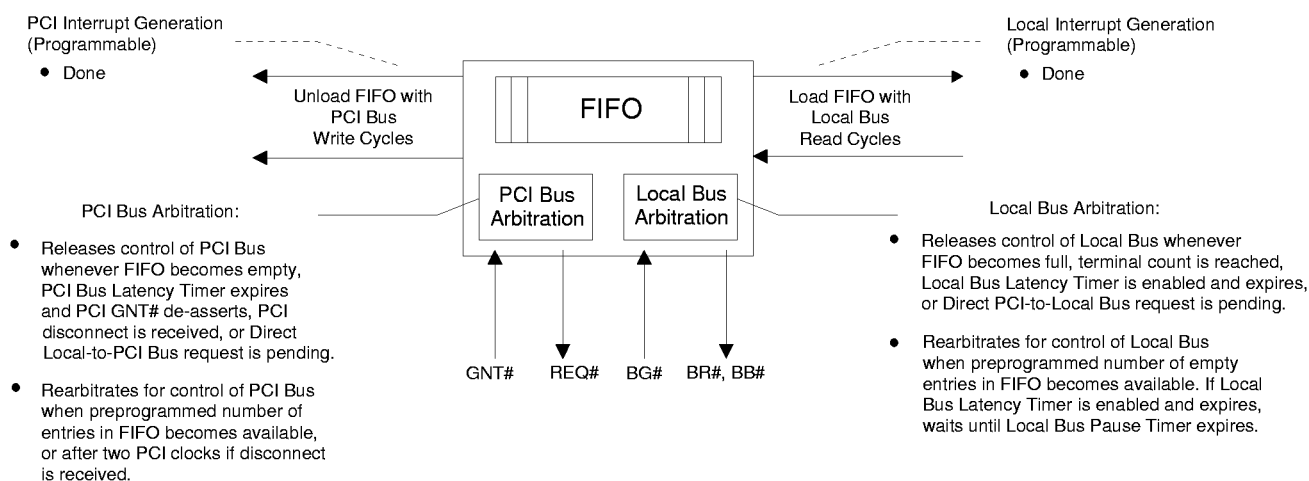 PCI Interrupt Generation
(Programmable)
• Done
Unload FIFO with
PCI Bus
Write Cycles
FIFO
Local Interrupt Generation
(Programmable)
• Done
Load FIFO with
Local Bus
Read Cycles
PCI Bus
Arbitration
Local Bus
Arbitration
PCI Bus Arbitration:
• Releases control of PCI Bus
whenever FIFO becomes empty,
PCI Bus Latency Timer expires
and PCI GNT# de-asserts, PCI
disconnect is received, or Direct
Local-to-PCI Bus request is pending.
• Rearbitrates for control of PCI Bus
when preprogrammed number of
entries in FIFO becomes available,
or after two PCI clocks if disconnect
is received.
GNT#
REQ#
BG#
BR#, BB#
Local Bus Arbitration:
• Releases control of Local Bus whenever
FIFO becomes full, terminal count is reached,
Local Bus Latency Timer is enabled and expires,
or Direct PCI-to-Local Bus request is pending.
• Rearbitrates for control of Local Bus
when preprogrammed number of empty
entries in FIFO becomes available. If Local
Bus Latency Timer is enabled and expires,
waits until Local Bus Pause Timer expires.